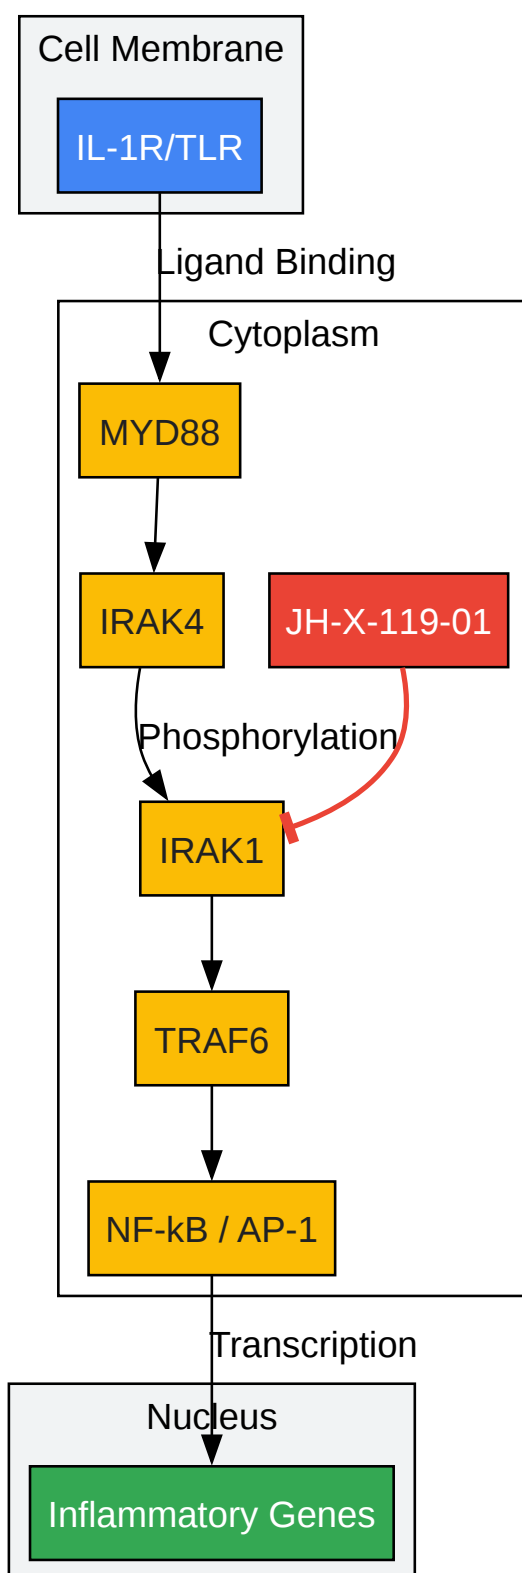 Cell Membrane
IL-1R/TLR
Ligand Binding
Cytoplasm
MYD88
IRAK4
JH-X-119-01
Phosphorylation
IRAK1
TRAF6
NF-kB / AP-1
Transcription
Nucleus
Inflammatory Genes